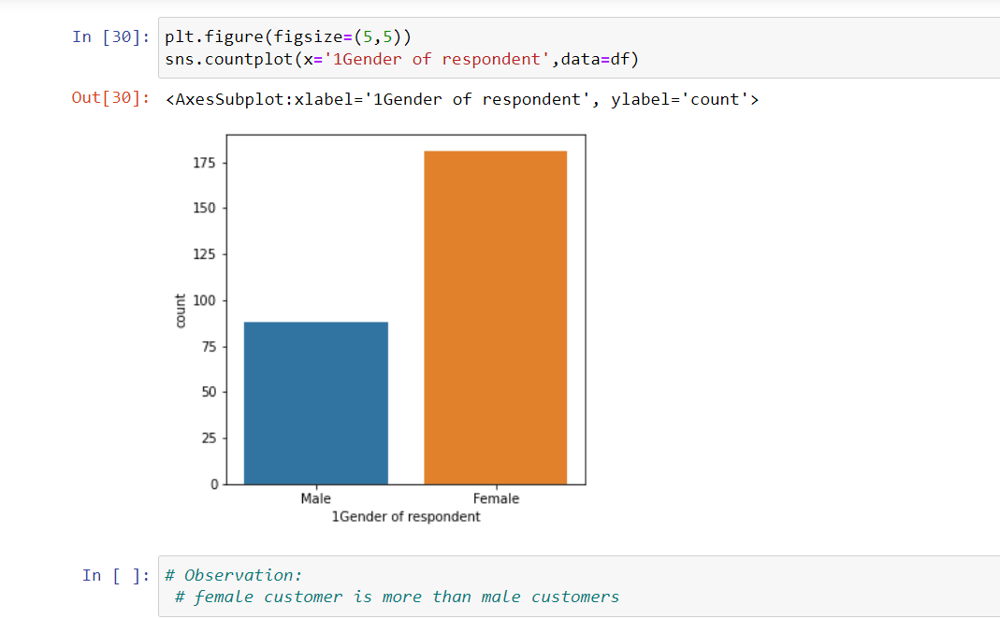 In [30]: plt.figure(figsize=(5,5))
sns.countplot(x='1Gender of respondent',data=df)
Out[30]: <AxesSubplot:xlabel='1Gender of respondent', ylabel='count'>
175
150
125
100
75
50
25
0
count
Male Female
1Gender of respondent
In [ ]: # Observation:
# female customer is more than male customers